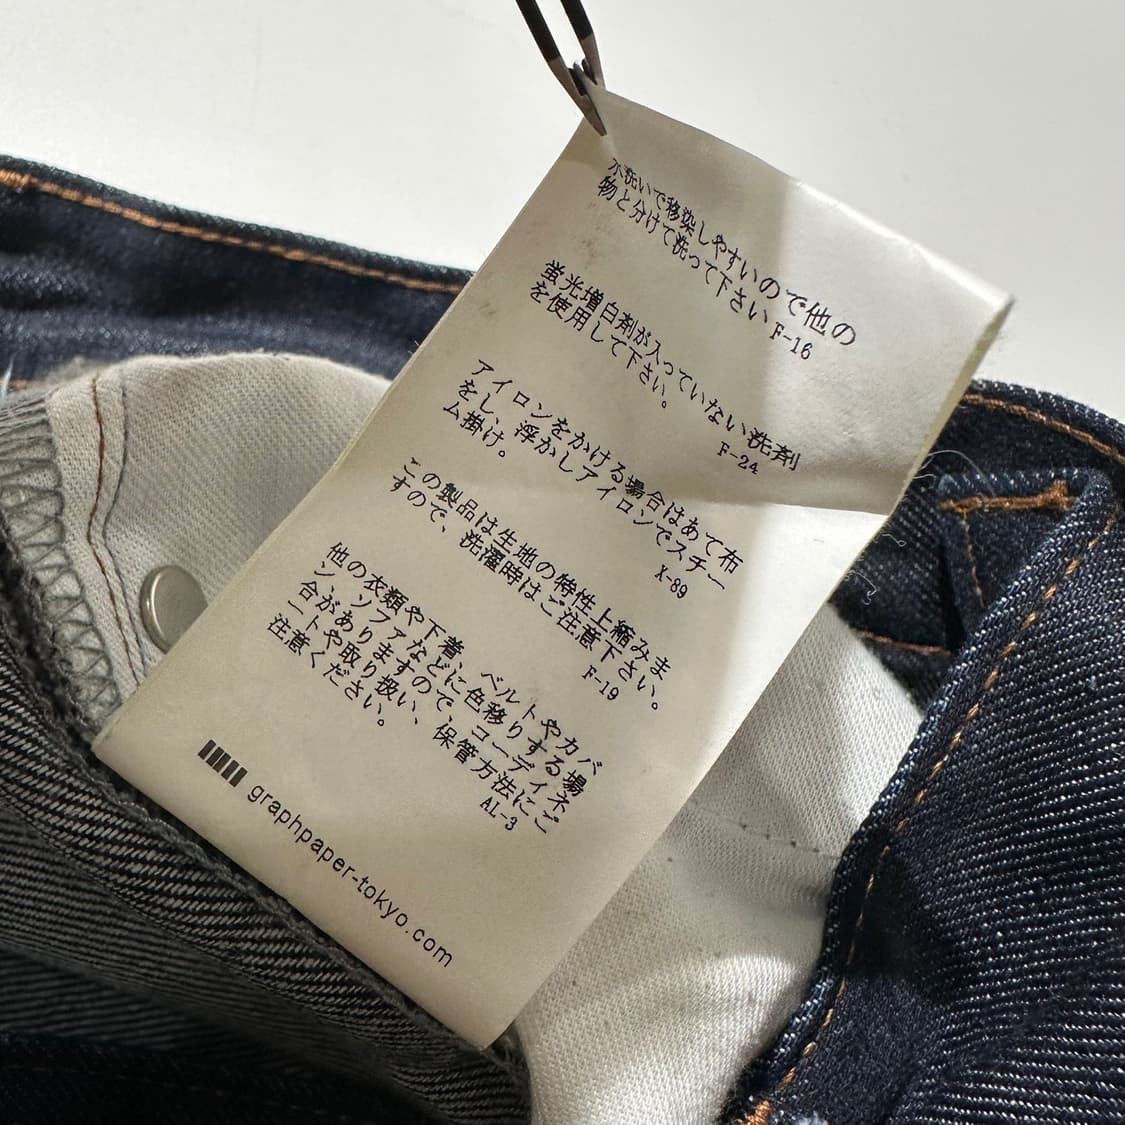 水洗いで移染しやすいので他の
物と分けて洗って下さい F-16
蛍光増白剤が入っていない洗剤
を使用して下さい。 F-24
アイロンをかける場合はあて布
をし、浮かしアイロンでスチー
ム掛け。 X-89
この製品は生地の特性上縮みま
すので、洗濯時はご注意下さい。
F-19
他の衣類や下着、ベルトやカバ
ン、ソファなどに色移りする場
合がありますので、コーディネ
ートや取り扱い、保管方法にご
注意ください。 AL-3
graphpaper-tokyo.com